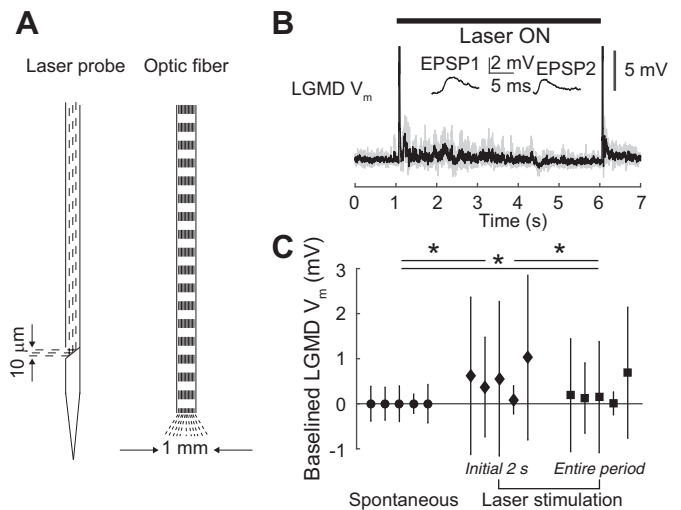 A
Laser probe
Optic fiber
10 μm
1 mm
B
Laser ON
EPSP1
2 mV
EPSP2
5 ms
5 mV
LGMD Vm
0 1 2 3 4 5 6 7
Time (s)
C
* * *
Baselined LGMD Vm (mV)
3
2
1
0
-1
Initial 2 s
Entire period
Spontaneous
Laser stimulation